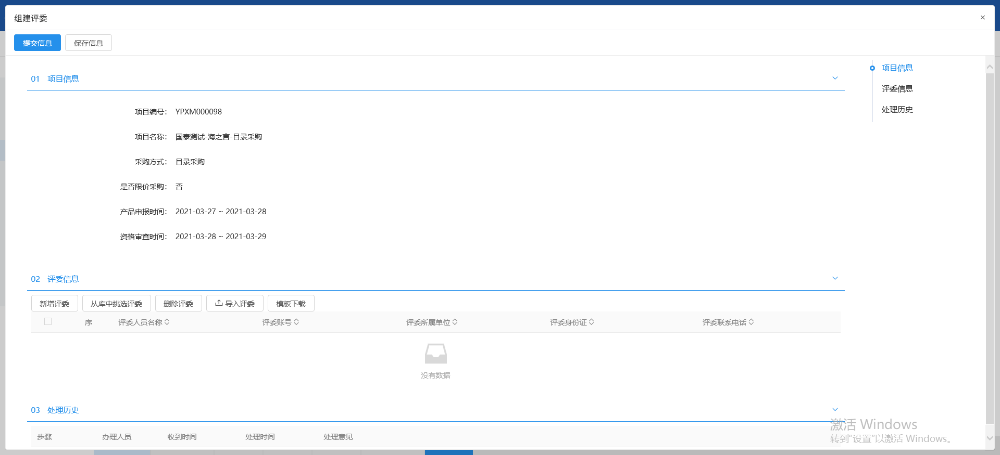 组建评委
×
提交信息 保存信息
01 项目信息
项目编号： YPXM000098
项目名称： 国泰测试-海之言-目录采购
采购方式： 目录采购
是否限价采购： 否
产品申报时间： 2021-03-27 ~ 2021-03-28
资格审查时间： 2021-03-28 ~ 2021-03-29
02 评委信息
新增评委 从库中挑选评委 删除评委 导入评委 模板下载
序 评委人员名称 评委账号 评委所属单位 评委身份证 评委联系电话
没有数据
03 处理历史
步骤 办理人员 收到时间 处理时间 处理意见
项目信息
评委信息
处理历史
激活 Windows
转到“设置”以激活 Windows。